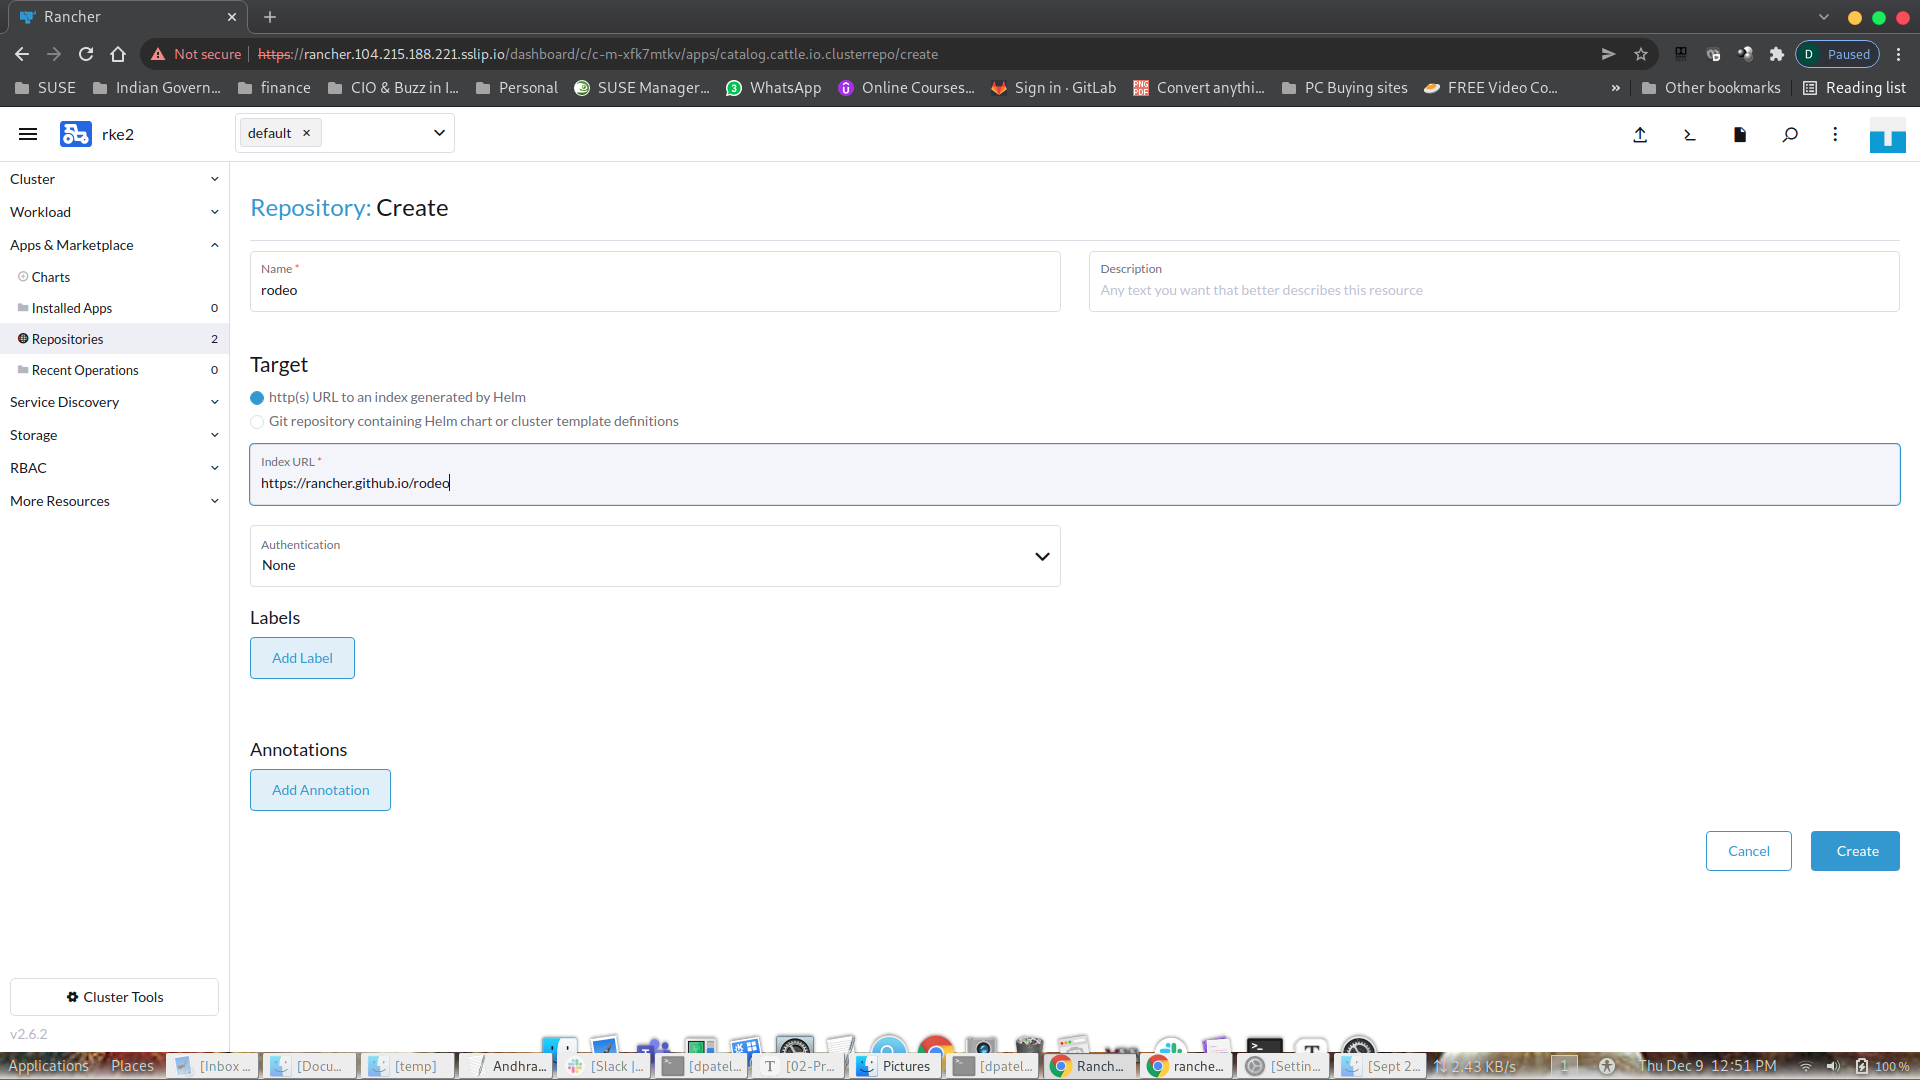 Rancher
Not secure
https://rancher.104.215.188.221.sslip.io/dashboard/c/c-m-xfk7mtkv/apps/catalog.cattle.io.clusterrepo/create
D Paused
SUSE Indian Govern... finance CIO & Buzz in I... Personal SUSE Manager... WhatsApp Online Courses... Sign in · GitLab Convert anythi... PC Buying sites FREE Video Co... » Other bookmarks Reading list
rke2
default
Cluster
Workload
Apps & Marketplace
Charts
Installed Apps 0
Repositories 2
Recent Operations 0
Service Discovery
Storage
RBAC
More Resources
Cluster Tools
v2.6.2
Repository: Create
Name *
rodeo
Description
Any text you want that better describes this resource
Target
http(s) URL to an index generated by Helm
Git repository containing Helm chart or cluster template definitions
Index URL *
https://rancher.github.io/rodeo
Authentication
None
Labels
Add Label
Annotations
Add Annotation
Cancel
Create
Applications Places [Inbox ... [Docu... [temp] Andhra... [Slack |... [dpatel... [02-Pr... Pictures [dpatel... Ranch... ranche... [Settin... [Sept 2... 2.43 KB/s 1 Thu Dec 9 12:51 PM 100 %